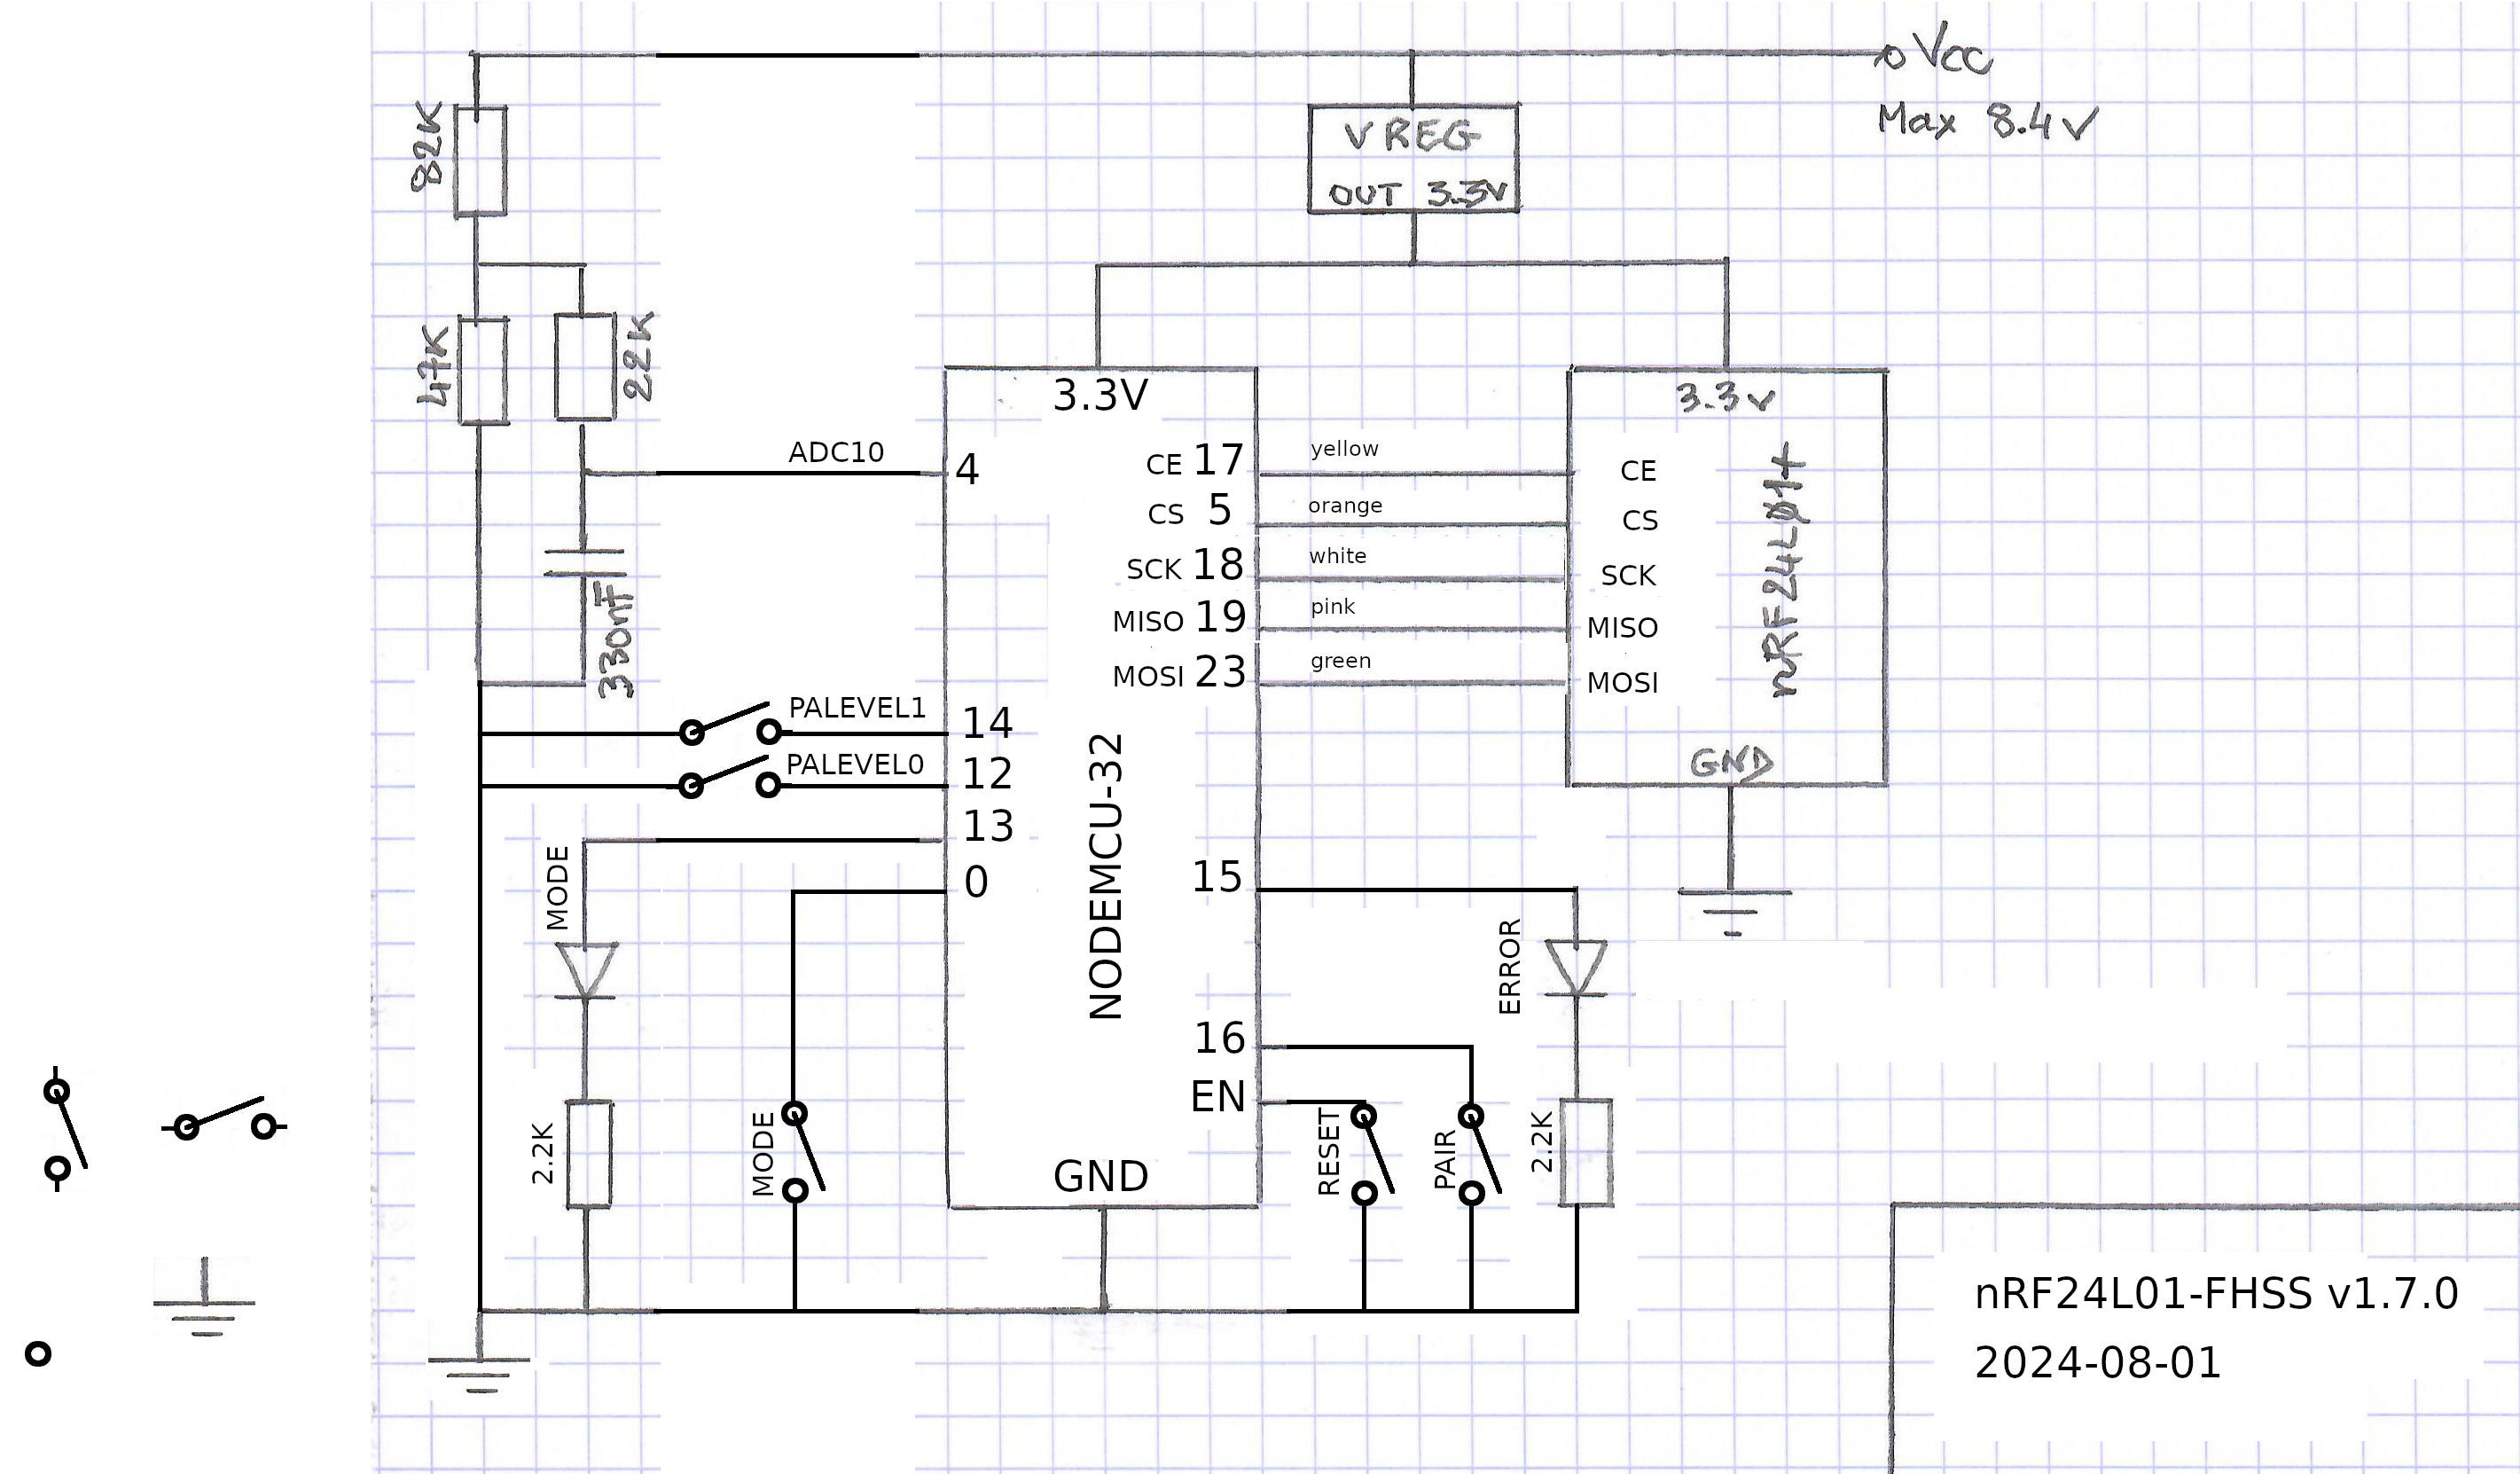 Vcc
Max 8.4V
82K
VREG
OUT 3.3V
47K
22K
3.3V
3.3V
ADC10
4
CE 17
yellow
CE
CS 5
orange
CS
SCK 18
white
SCK
MISO 19
pink
MISO
MOSI 23
green
MOSI
nRF24L01+
330nF
PALEVEL1
14
PALEVEL0
12
GND
13
MODE
0
NODEMCU-32
15
ERROR
16
EN
2.2K
MODE
RESET
PAIR
2.2K
GND
nRF24L01-FHSS v1.7.0
2024-08-01